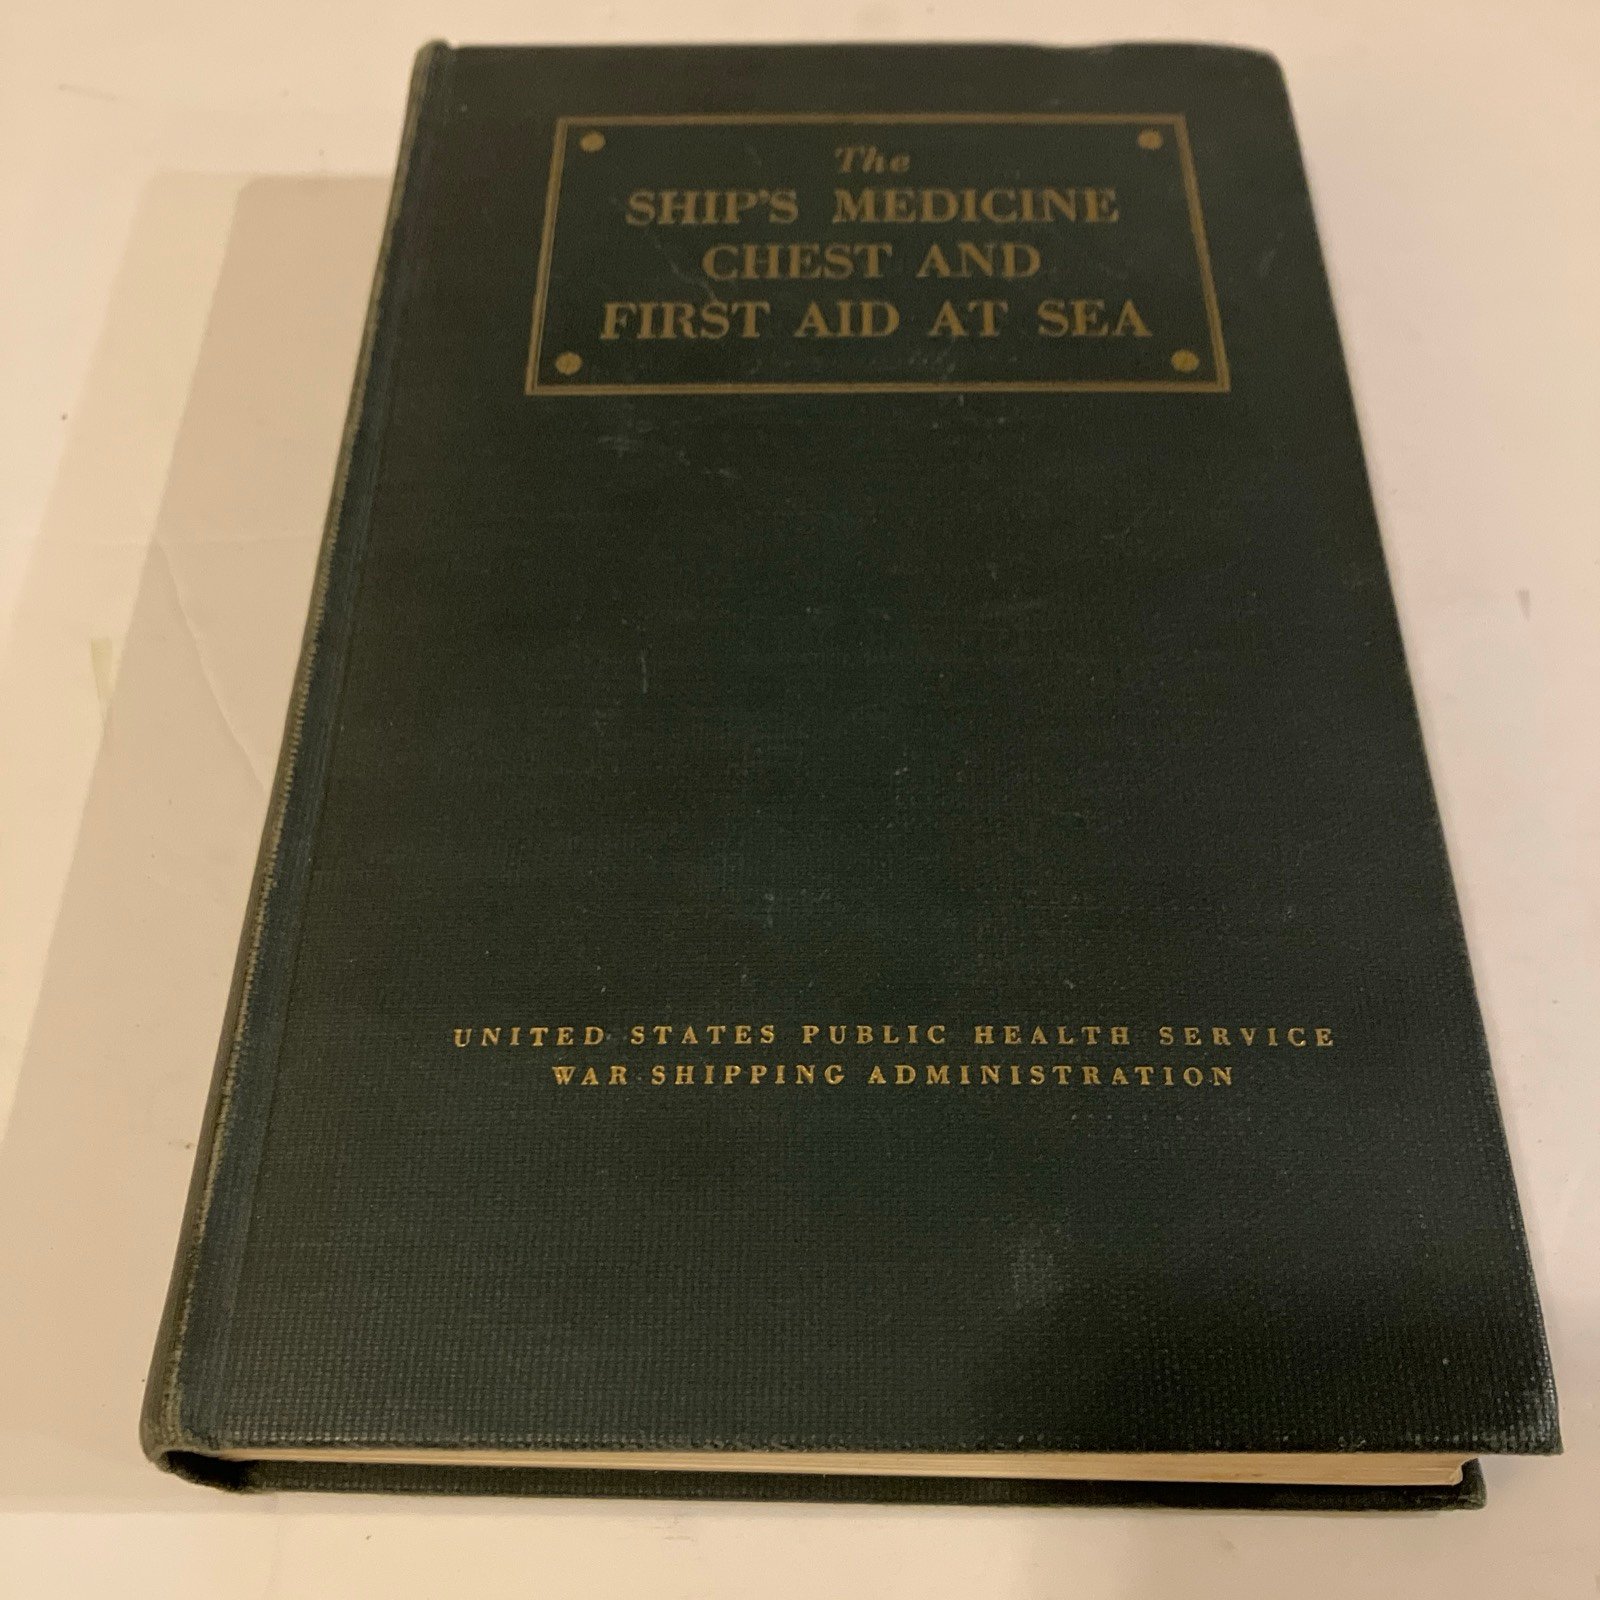 The
SHIP'S MEDICINE
CHEST AND
FIRST AID AT SEA
UNITED STATES PUBLIC HEALTH SERVICE
WAR SHIPPING ADMINISTRATION